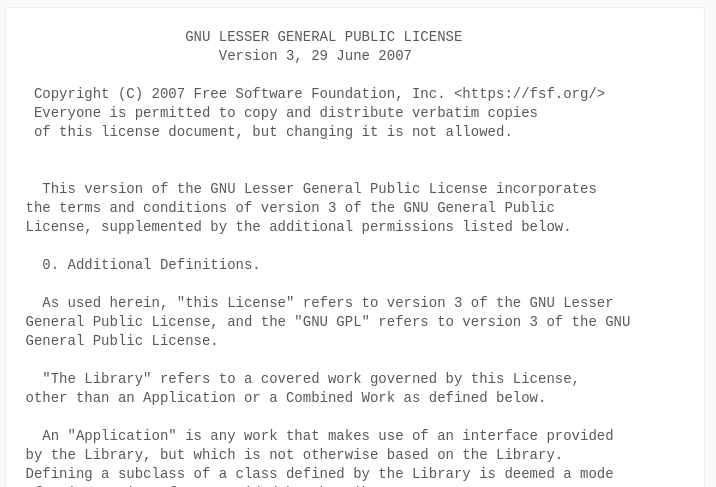 GNU LESSER GENERAL PUBLIC LICENSE
Version 3, 29 June 2007
Copyright (C) 2007 Free Software Foundation, Inc. <https://fsf.org/>
Everyone is permitted to copy and distribute verbatim copies
of this license document, but changing it is not allowed.
This version of the GNU Lesser General Public License incorporates
the terms and conditions of version 3 of the GNU General Public
License, supplemented by the additional permissions listed below.
0. Additional Definitions.
As used herein, "this License" refers to version 3 of the GNU Lesser
General Public License, and the "GNU GPL" refers to version 3 of the GNU
General Public License.
"The Library" refers to a covered work governed by this License,
other than an Application or a Combined Work as defined below.
An "Application" is any work that makes use of an interface provided
by the Library, but which is not otherwise based on the Library.
Defining a subclass of a class defined by the Library is deemed a mode